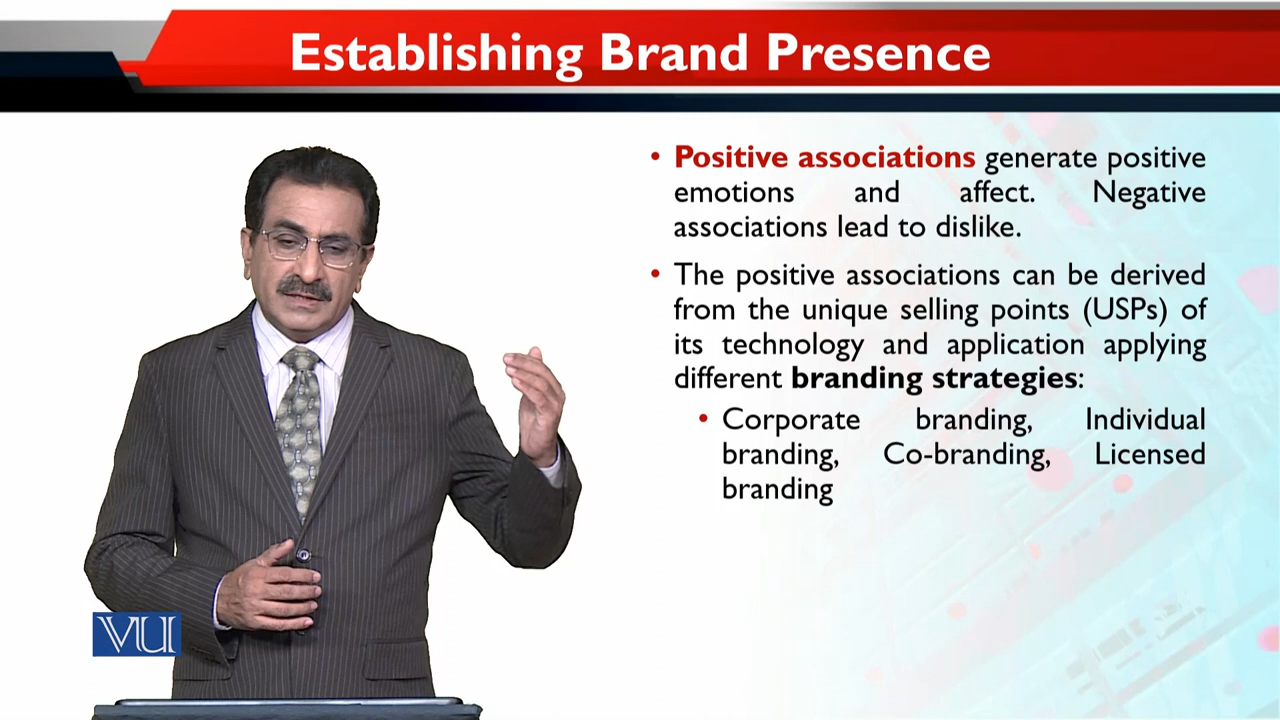 Establishing Brand Presence
• Positive associations generate positive
emotions and affect. Negative
associations lead to dislike.
• The positive associations can be derived
from the unique selling points (USPs) of
its technology and application applying
different branding strategies:
• Corporate branding, Individual
branding, Co-branding, Licensed
branding
VU